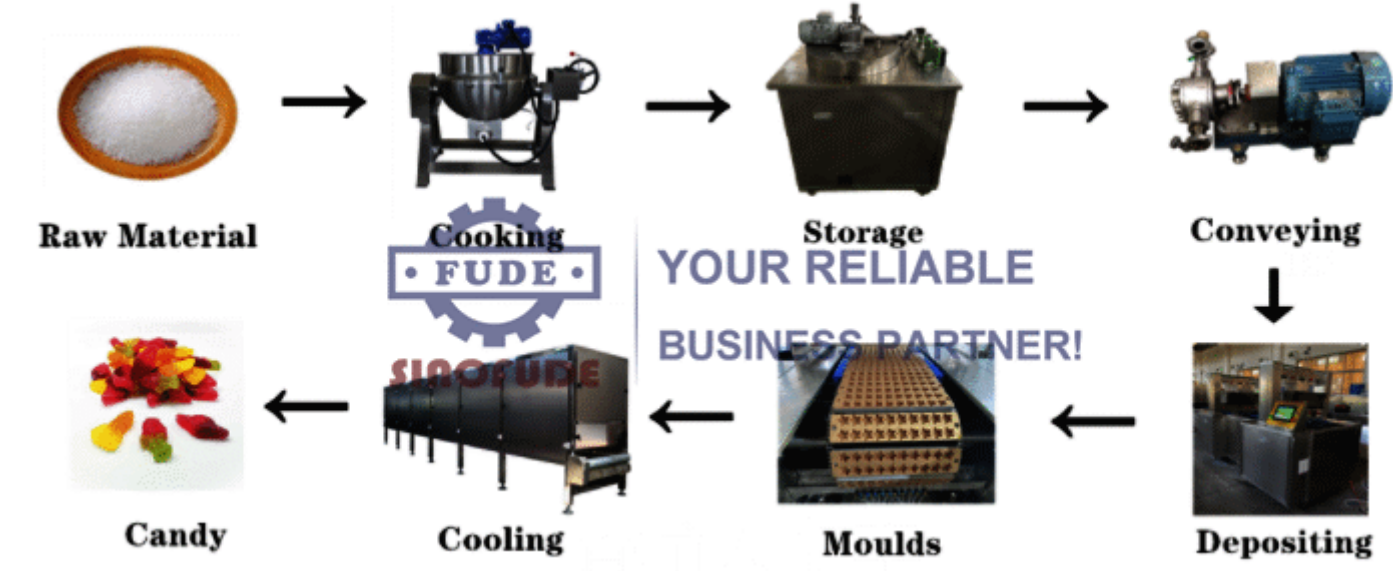 Raw Material
Cooking
Storage
Conveying
• FUDE •
YOUR RELIABLE
BUSINESS PARTNER!
SINOFUDE
Candy
Cooling
Moulds
Depositing